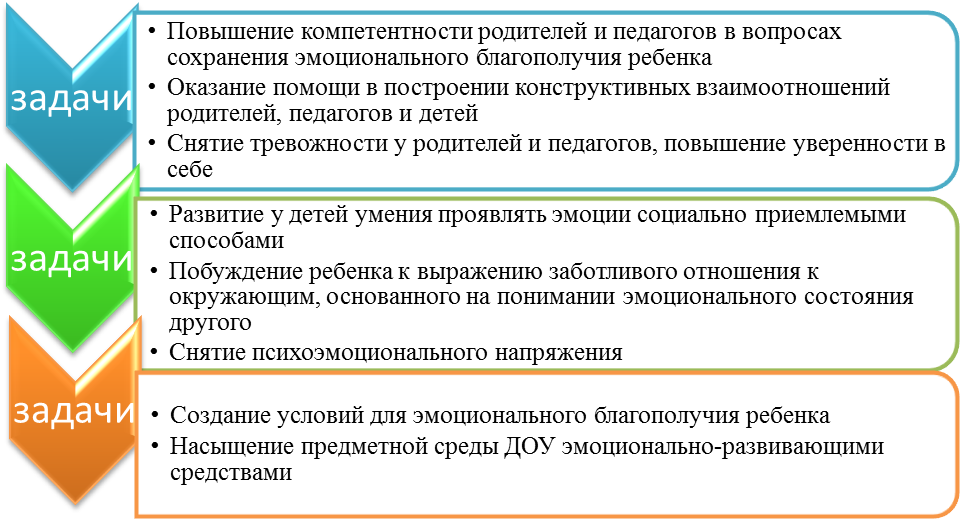 задачи
• Повышение компетентности родителей и педагогов в вопросах
сохранения эмоционального благополучия ребенка
• Оказание помощи в построении конструктивных взаимоотношений
родителей, педагогов и детей
• Снятие тревожности у родителей и педагогов, повышение уверенности в
себе
задачи
• Развитие у детей умения проявлять эмоции социально приемлемыми
способами
• Побуждение ребенка к выражению заботливого отношения к
окружающим, основанного на понимании эмоционального состояния
другого
• Снятие психоэмоционального напряжения
задачи
• Создание условий для эмоционального благополучия ребенка
• Насыщение предметной среды ДОУ эмоционально-развивающими
средствами